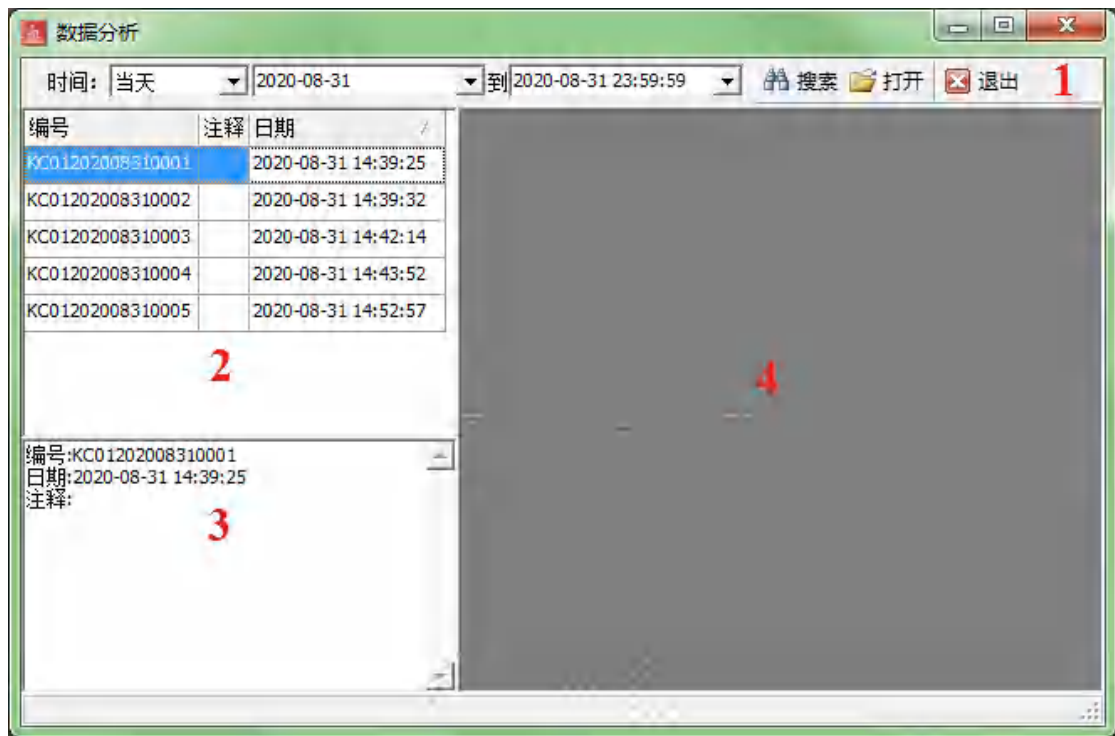 数据分析
时间: 当天 2020-08-31 到 2020-08-31 23:59:59 搜索 打开 退出 1
编号 注释 日期
KC01202008310001 2020-08-31 14:39:25
KC01202008310002 2020-08-31 14:39:32
KC01202008310003 2020-08-31 14:42:14
KC01202008310004 2020-08-31 14:43:52
KC01202008310005 2020-08-31 14:52:57
2
4
编号:KC01202008310001
日期:2020-08-31 14:39:25
注释:
3